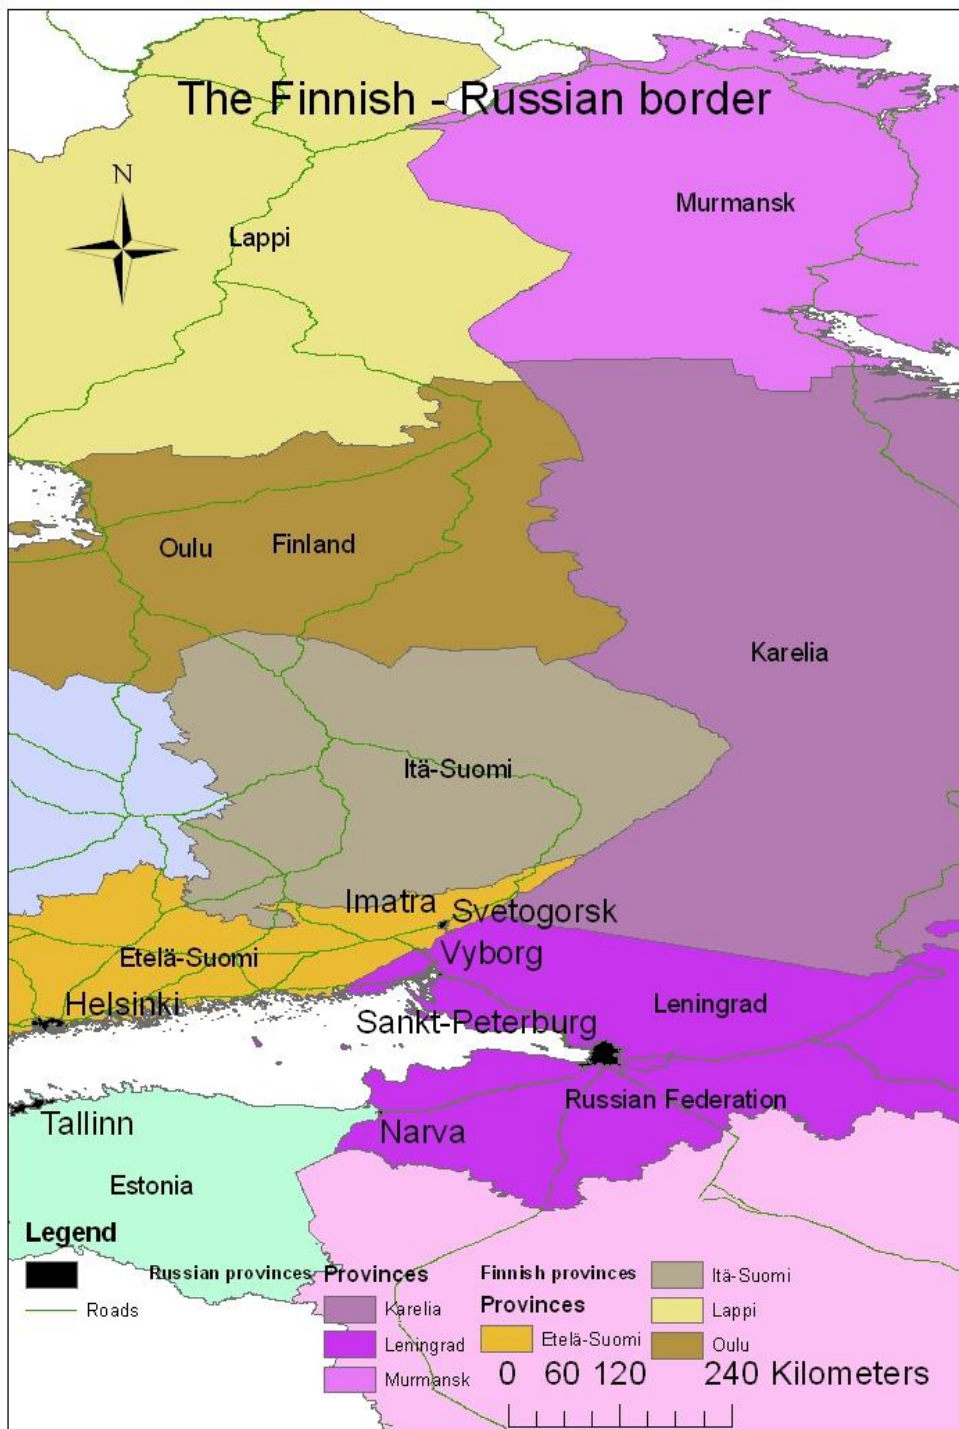 The Finnish - Russian border
N
Murmansk
Lappi
Oulu
Finland
Karelia
Itä-Suomi
Imatra
Svetogorsk
Vyborg
Etelä-Suomi
Helsinki
Leningrad
Sankt-Peterburg
Russian Federation
Tallinn
Narva
Estonia
Legend
Russian provinces
Roads
Provinces
Karelia
Leningrad
Murmansk
Finnish provinces
Provinces
Etelä-Suomi
Itä-Suomi
Lappi
Oulu
0 60 120 240 Kilometers